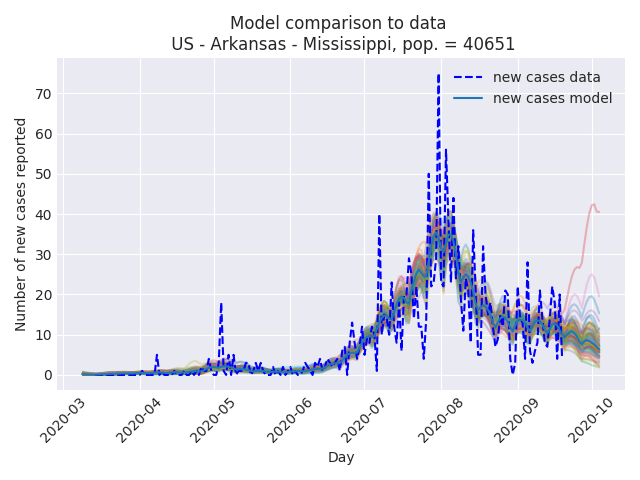 Model comparison to data
US - Arkansas - Mississippi, pop. = 40651
new cases data
new cases model
Number of new cases reported
70
60
50
40
30
20
10
0
2020-03
2020-04
2020-05
2020-06
2020-07
2020-08
2020-09
2020-10
Day